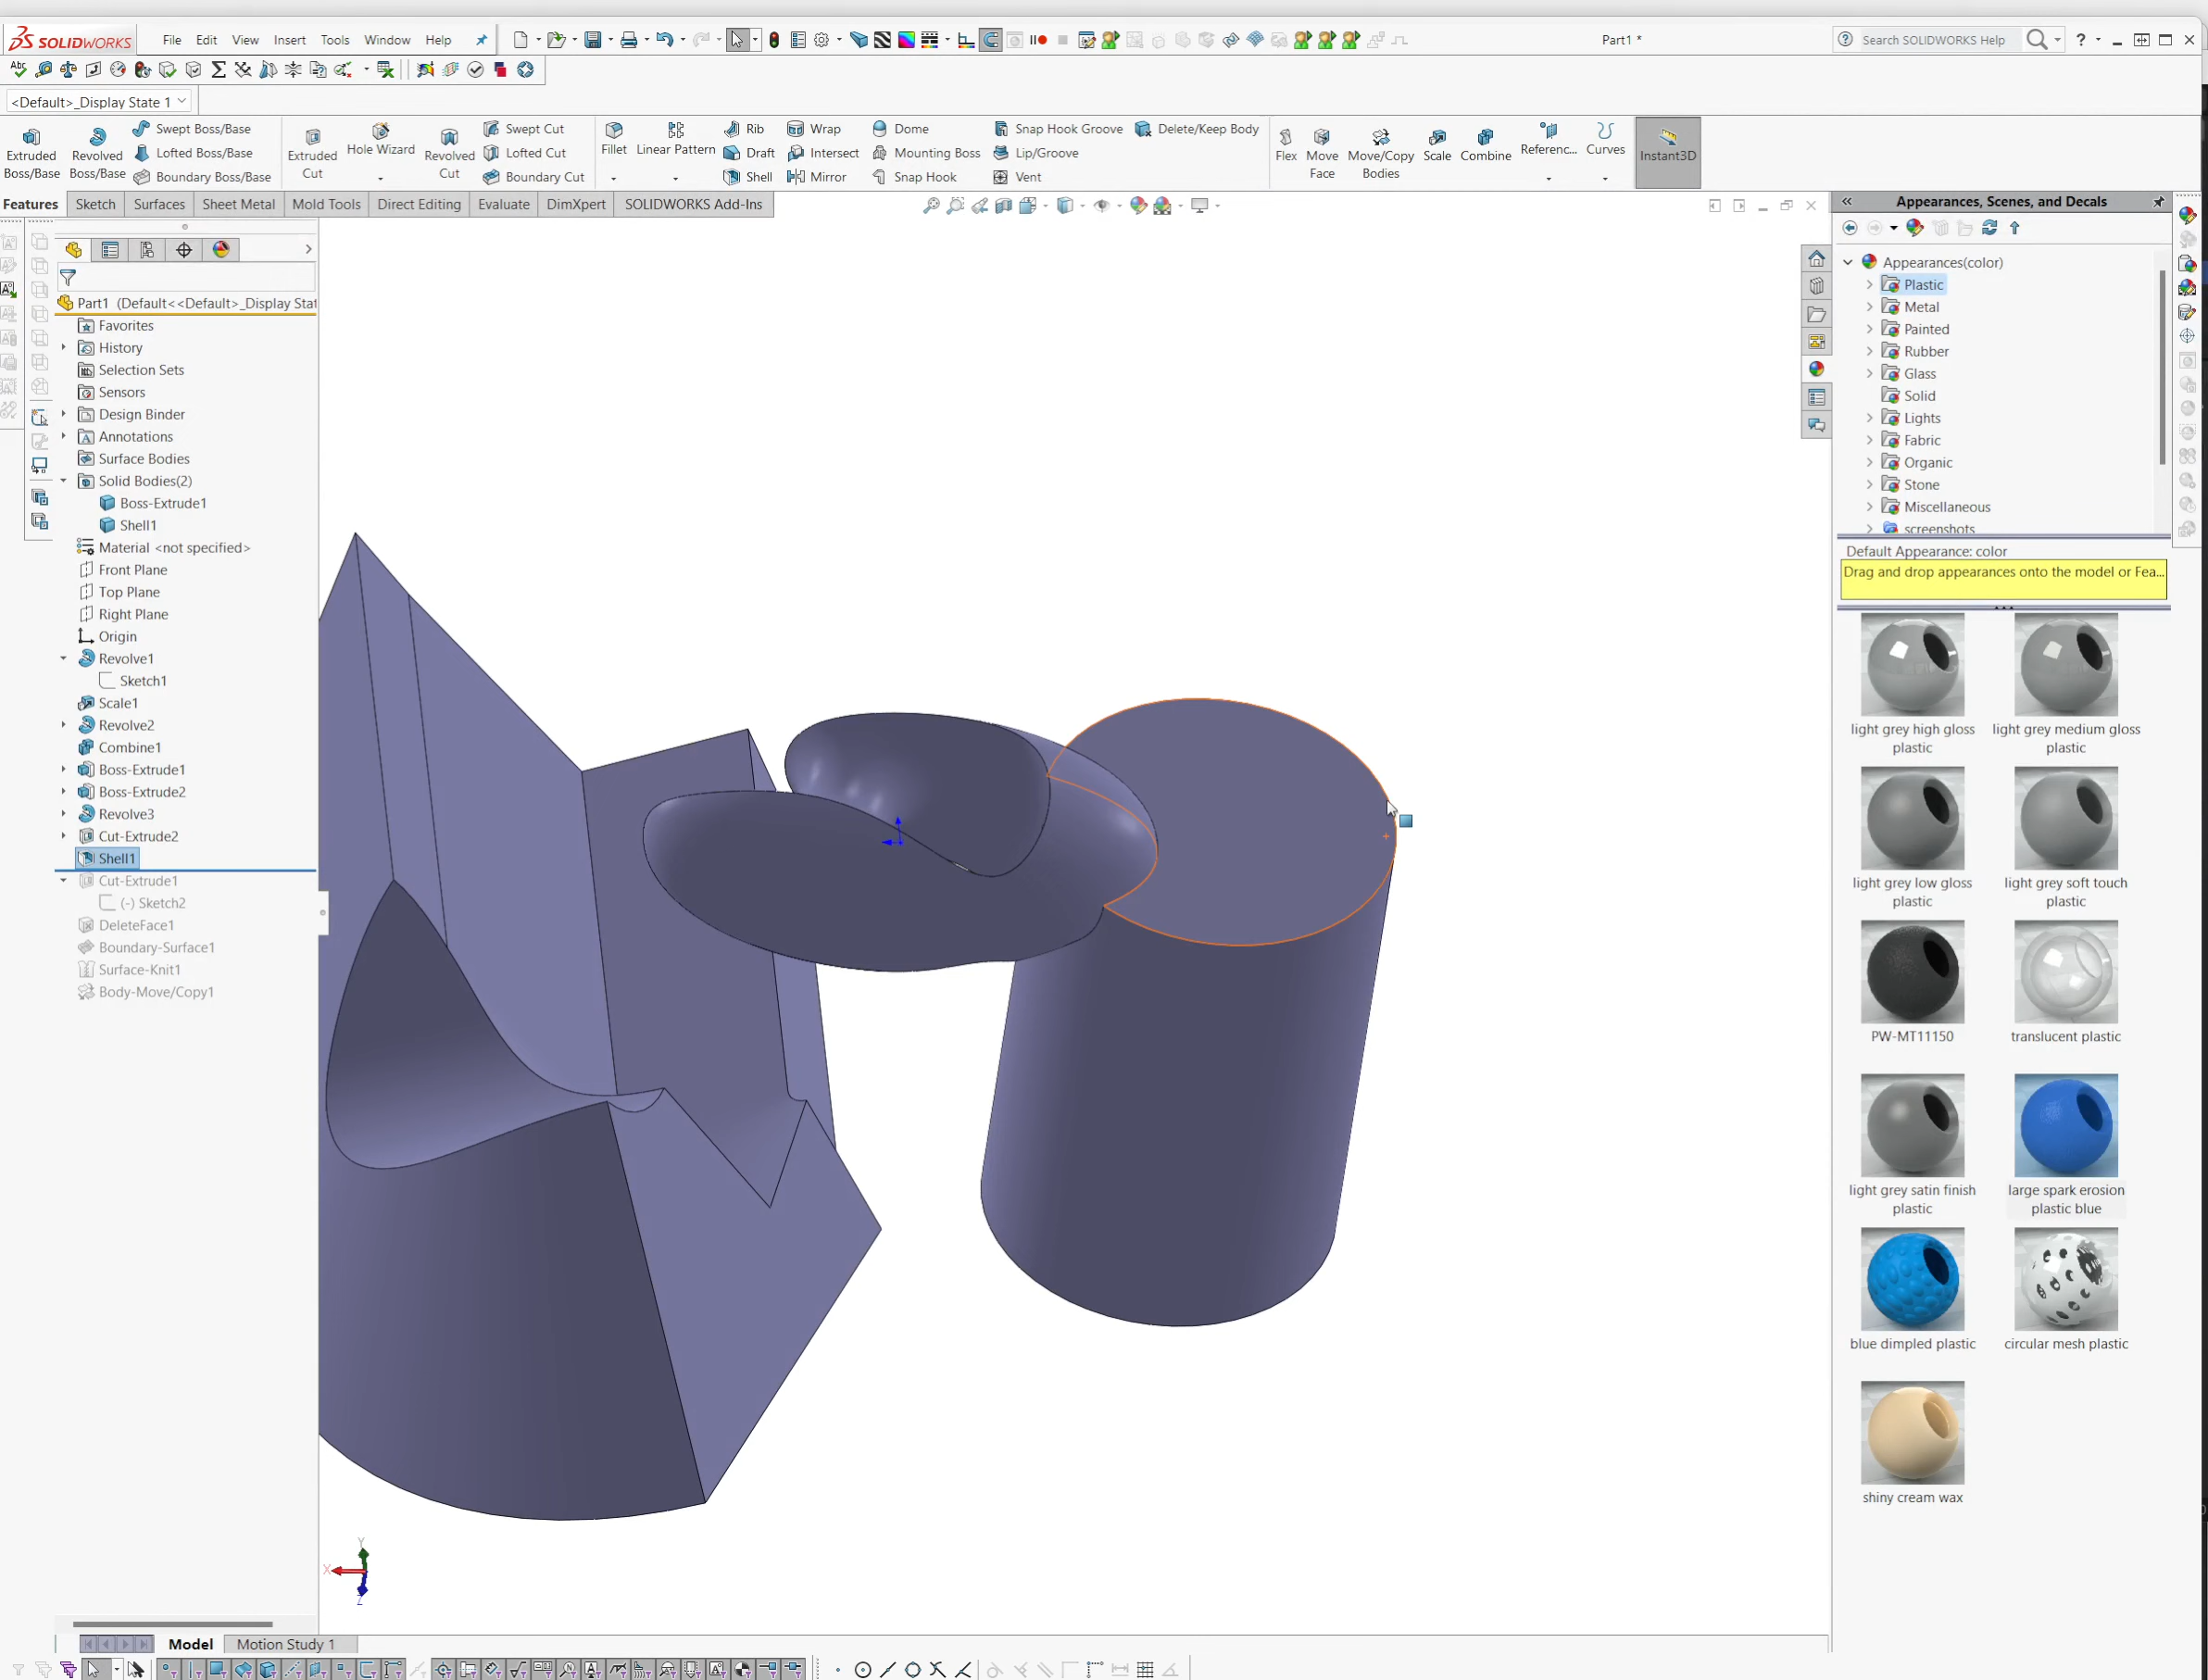 SOLIDWORKS File Edit View Insert Tools Window Help Part1 * Search SOLIDWORKS Help ?
<Default>_Display State 1
Extruded Boss/Base
Revolved Boss/Base
Swept Boss/Base
Lofted Boss/Base
Boundary Boss/Base
Extruded Cut
Hole Wizard
Revolved Cut
Swept Cut
Lofted Cut
Boundary Cut
Fillet
Linear Pattern
Rib
Draft
Shell
Wrap
Intersect
Mirror
Dome
Mounting Boss
Snap Hook
Snap Hook Groove
Lip/Groove
Vent
Delete/Keep Body
Flex
Move Face
Move/Copy Bodies
Scale
Combine
Referenc...
Curves
Instant3D
Features Sketch Surfaces Sheet Metal Mold Tools Direct Editing Evaluate DimXpert SOLIDWORKS Add-Ins
Part1 (Default<<Default>_Display Stat
Favorites
History
Selection Sets
Sensors
Design Binder
Annotations
Surface Bodies
Solid Bodies(2)
Boss-Extrude1
Shell1
Material <not specified>
Front Plane
Top Plane
Right Plane
Origin
Revolve1
Sketch1
Scale1
Revolve2
Combine1
Boss-Extrude1
Boss-Extrude2
Revolve3
Cut-Extrude2
Shell1
Cut-Extrude1
(-) Sketch2
DeleteFace1
Boundary-Surface1
Surface-Knit1
Body-Move/Copy1
Y
X
Z
Model Motion Study 1
Appearances, Scenes, and Decals
Appearances(color)
Plastic
Metal
Painted
Rubber
Glass
Solid
Lights
Fabric
Organic
Stone
Miscellaneous
screenshots
Default Appearance: color
Drag and drop appearances onto the model or Fea...
light grey high gloss plastic
light grey medium gloss plastic
light grey low gloss plastic
light grey soft touch plastic
PW-MT11150
translucent plastic
light grey satin finish plastic
large spark erosion plastic blue
blue dimpled plastic
circular mesh plastic
shiny cream wax